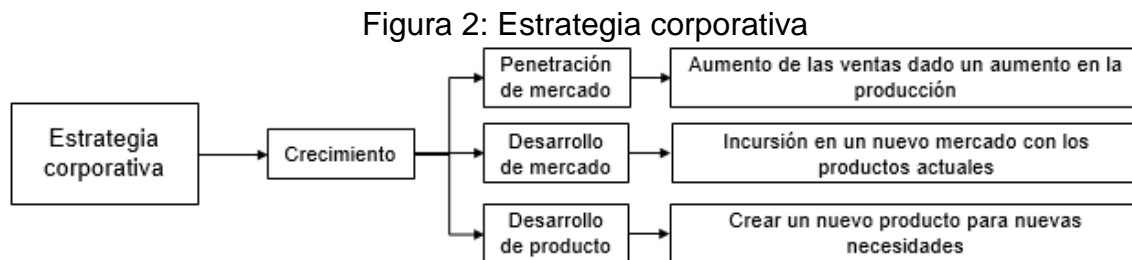 Figura 2: Estrategia corporativa
Estrategia
corporativa
Crecimiento
Penetración
de mercado
Aumento de las ventas dado un aumento en la
producción
Desarrollo
de mercado
Incursión en un nuevo mercado con los
productos actuales
Desarrollo
de producto
Crear un nuevo producto para nuevas
necesidades